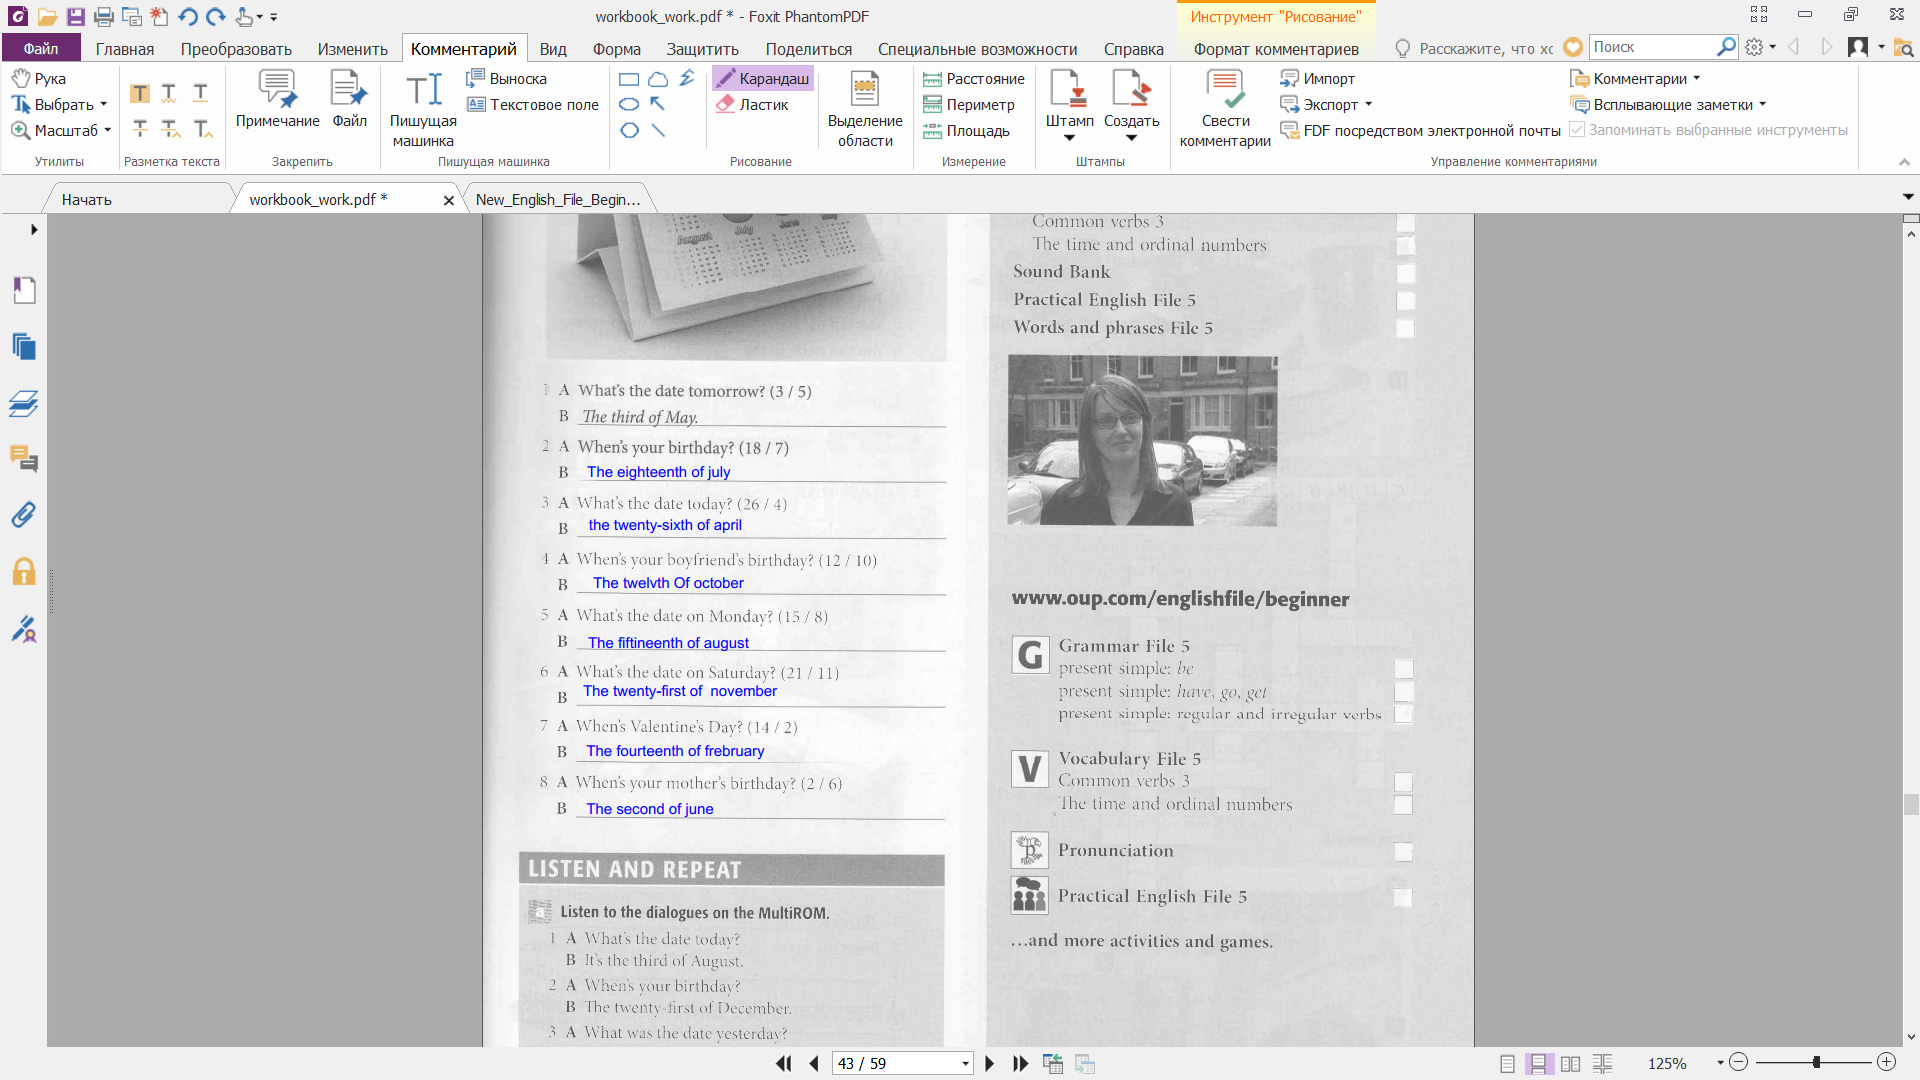 workbook_work.pdf * - Foxit PhantomPDF
Инструмент "Рисование"
Файл
Главная
Преобразовать
Изменить
Комментарий
Вид
Форма
Защитить
Поделиться
Специальные возможности
Справка
Формат комментариев
Расскажите, что хс
Поиск
Рука
Выбрать
Масштаб
Утилиты
Разметка текста
Примечание
Файл
Закрепить
Пишущая машинка
Выноска
Текстовое поле
Пишущая машинка
Карандаш
Ластик
Рисование
Выделение области
Расстояние
Периметр
Площадь
Измерение
Штамп
Создать
Штампы
Свести комментарии
Импорт
Экспорт
FDF посредством электронной почты
Комментарии
Всплывающие заметки
Запоминать выбранные инструменты
Управление комментариями
Начать
workbook_work.pdf *
New_English_File_Begin...
August July June
1 A What's the date tomorrow? (3 / 5)
B The third of May.
2 A When's your birthday? (18 / 7)
B The eighteenth of july
3 A What's the date today? (26 / 4)
B the twenty-sixth of april
4 A When's your boyfriend's birthday? (12 / 10)
B The twelvth Of october
5 A What's the date on Monday? (15 / 8)
B The fiftineenth of august
6 A What's the date on Saturday? (21 / 11)
B The twenty-first of november
7 A When's Valentine's Day? (14 / 2)
B The fourteenth of frebruary
8 A When's your mother's birthday? (2 / 6)
B The second of june
LISTEN AND REPEAT
a Listen to the dialogues on the MultiROM.
1 A What's the date today?
B It's the third of August.
2 A When's your birthday?
B The twenty-first of December.
3 A What was the date yesterday?
Common verbs 3
The time and ordinal numbers
Sound Bank
Practical English File 5
Words and phrases File 5
www.oup.com/englishfile/beginner
G Grammar File 5
present simple: be
present simple: have, go, get
present simple: regular and irregular verbs
V Vocabulary File 5
Common verbs 3
The time and ordinal numbers
P Pronunciation
Practical English File 5
...and more activities and games.
43 / 59
125%